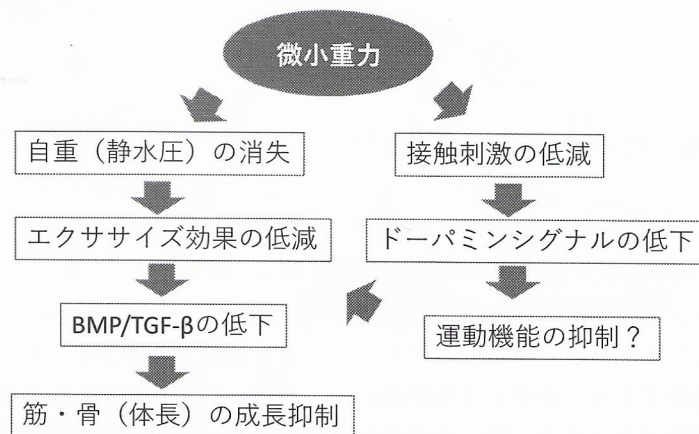 微小重力
自重（静水圧）の消失
接触刺激の低減
エクササイズ効果の低減
ドーパミンシグナルの低下
BMP/TGF-βの低下
運動機能の抑制？
筋・骨（体長）の成長抑制